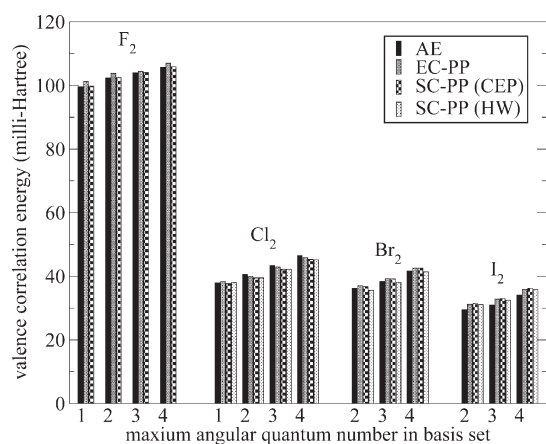 120
100
80
60
40
20
0
valence correlation energy (milli-Hartree)
F2
Cl2
Br2
I2
AE
EC-PP
SC-PP (CEP)
SC-PP (HW)
1 2 3 4 1 2 3 4 2 3 4 2 3 4
maxium angular quantum number in basis set